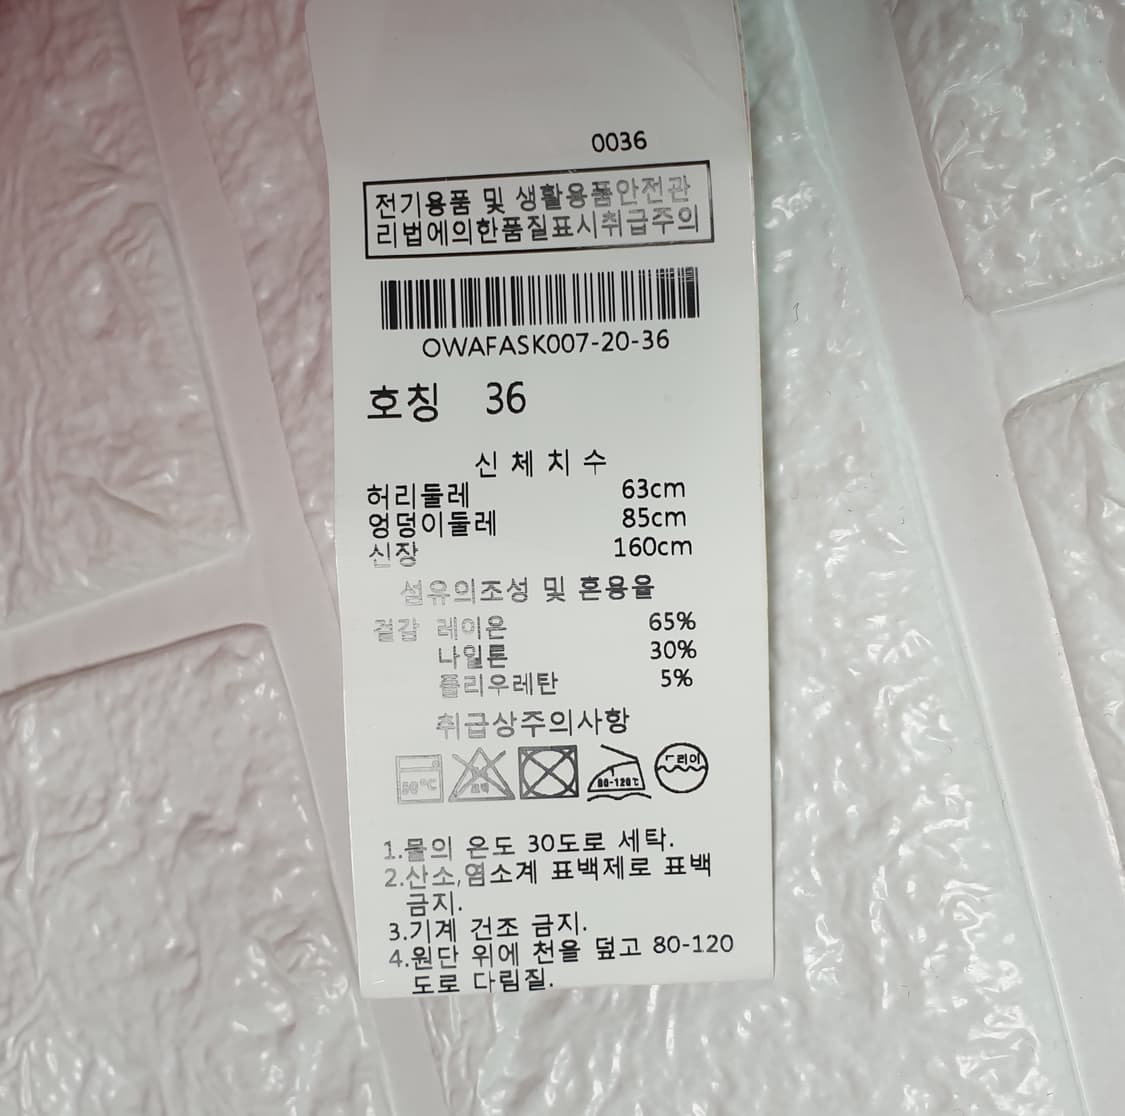 0036
전기용품 및 생활용품안전관
리법에의한품질표시취급주의
OWAFASK007-20-36
호칭 36
신 체 치 수
허리둘레 63cm
엉덩이둘레 85cm
신장 160cm
섬유의조성 및 혼용율
겉감 레이온 65%
나일론 30%
폴리우레탄 5%
취급상주의사항
80-120℃
1.물의 온도 30도로 세탁.
2.산소,염소계 표백제로 표백
금지.
3.기계 건조 금지.
4.원단 위에 천을 덮고 80-120
도로 다림질.